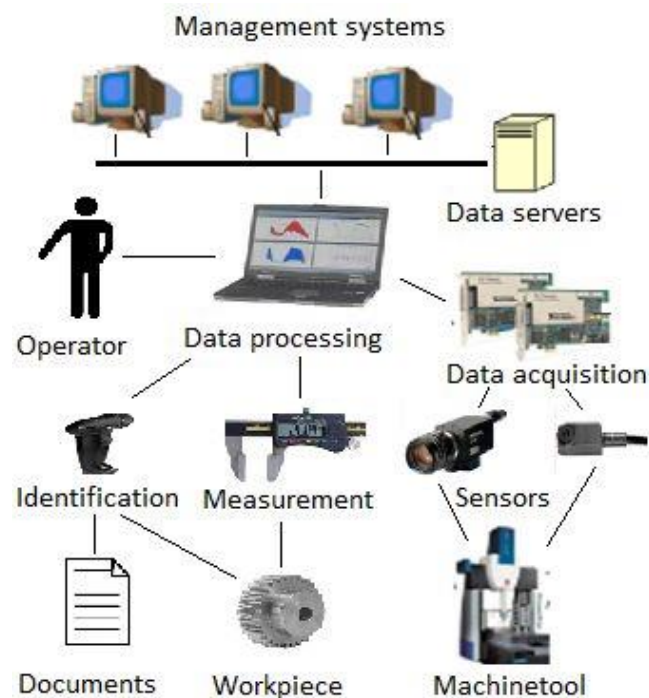 Management systems
Data servers
Operator
Data processing
Data acquisition
Identification
Measurement
Sensors
Documents
Workpiece
Machinetool